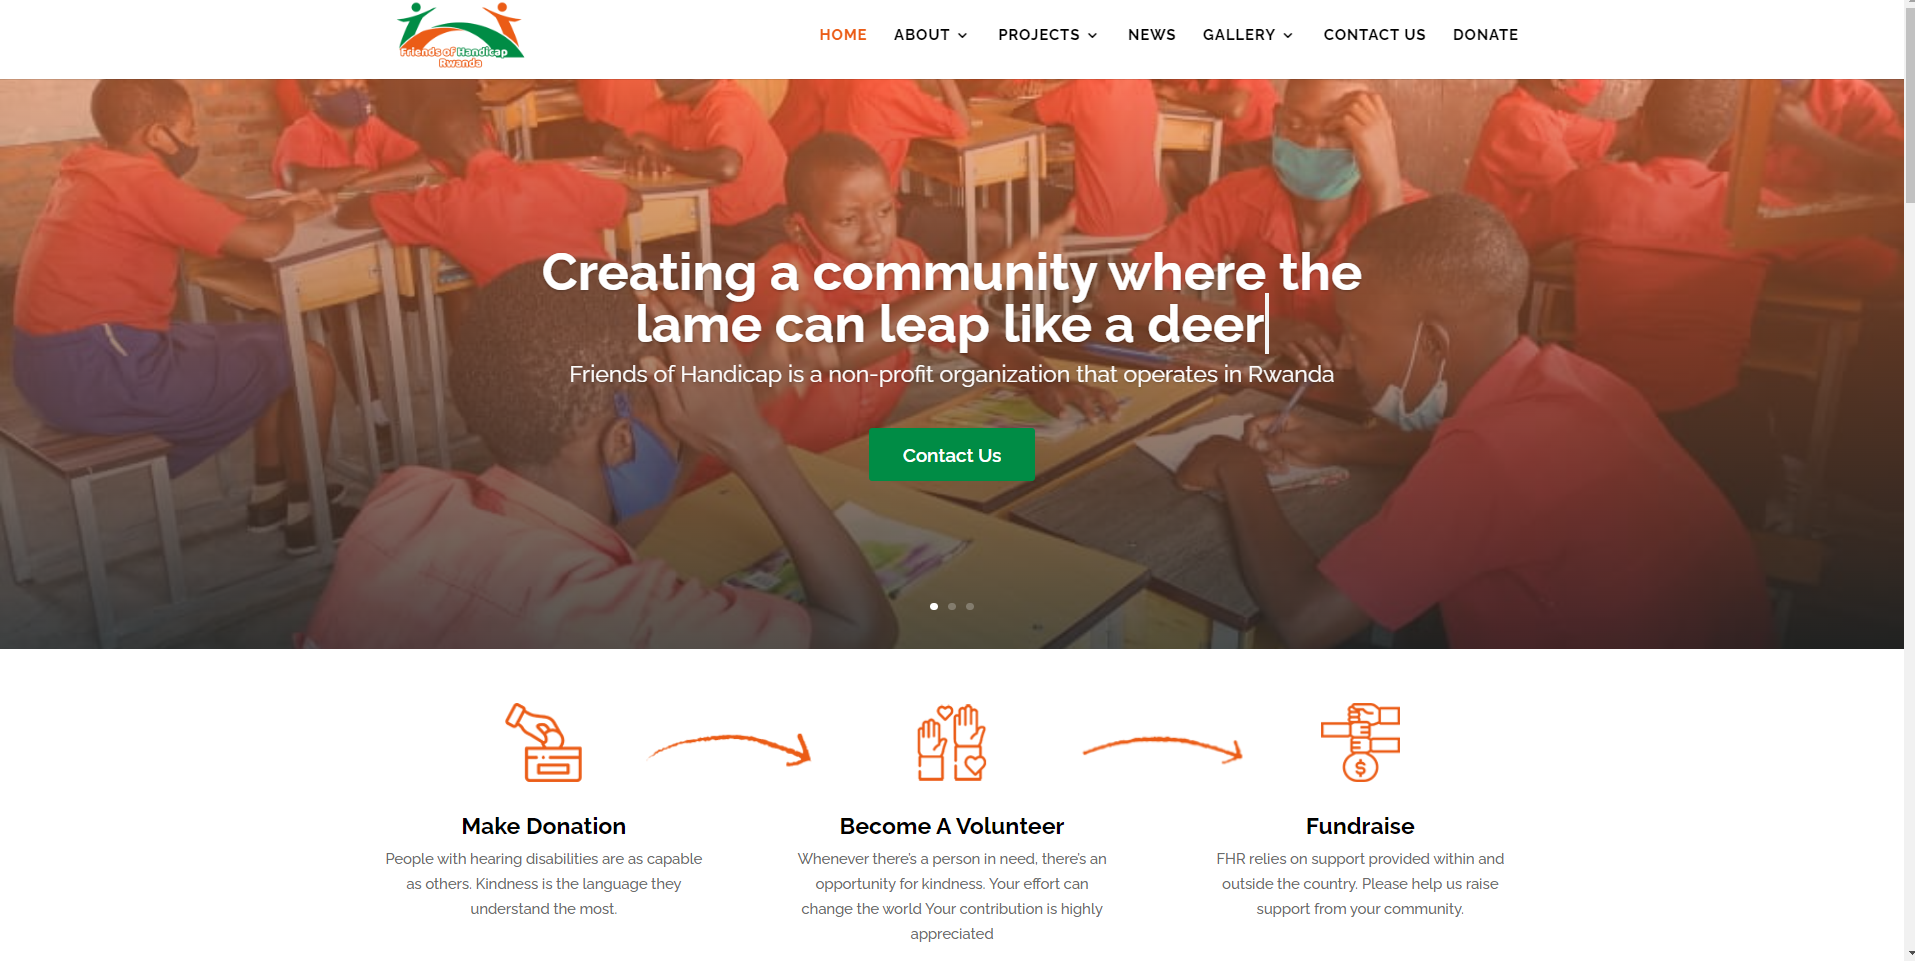 Friends of Handicap
Rwanda
HOME
ABOUT
PROJECTS
NEWS
GALLERY
CONTACT US
DONATE
Creating a community where the
lame can leap like a deer
Friends of Handicap is a non-profit organization that operates in Rwanda
Contact Us
$
Make Donation
People with hearing disabilities are as capable
as others. Kindness is the language they
understand the most.
Become A Volunteer
Whenever there's a person in need, there's an
opportunity for kindness. Your effort can
change the world Your contribution is highly
appreciated
Fundraise
FHR relies on support provided within and
outside the country. Please help us raise
support from your community.